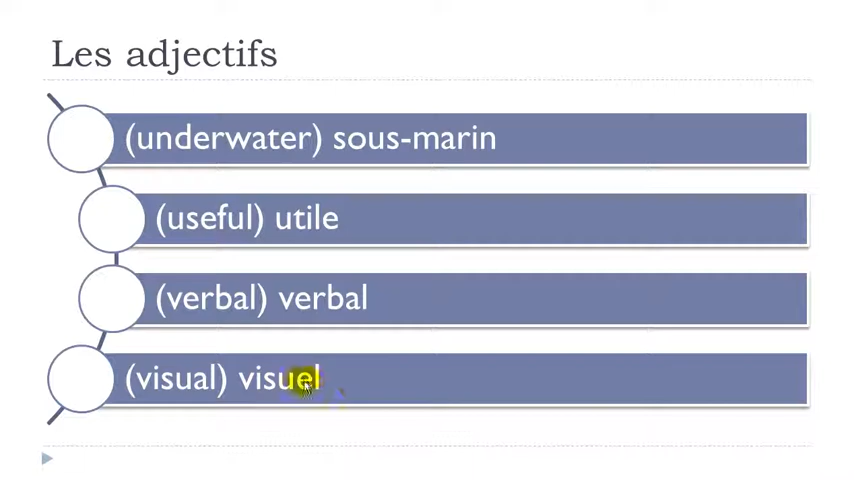 Les adjectifs
(underwater) sous-marin
(useful) utile
(verbal) verbal
(visual) visuel